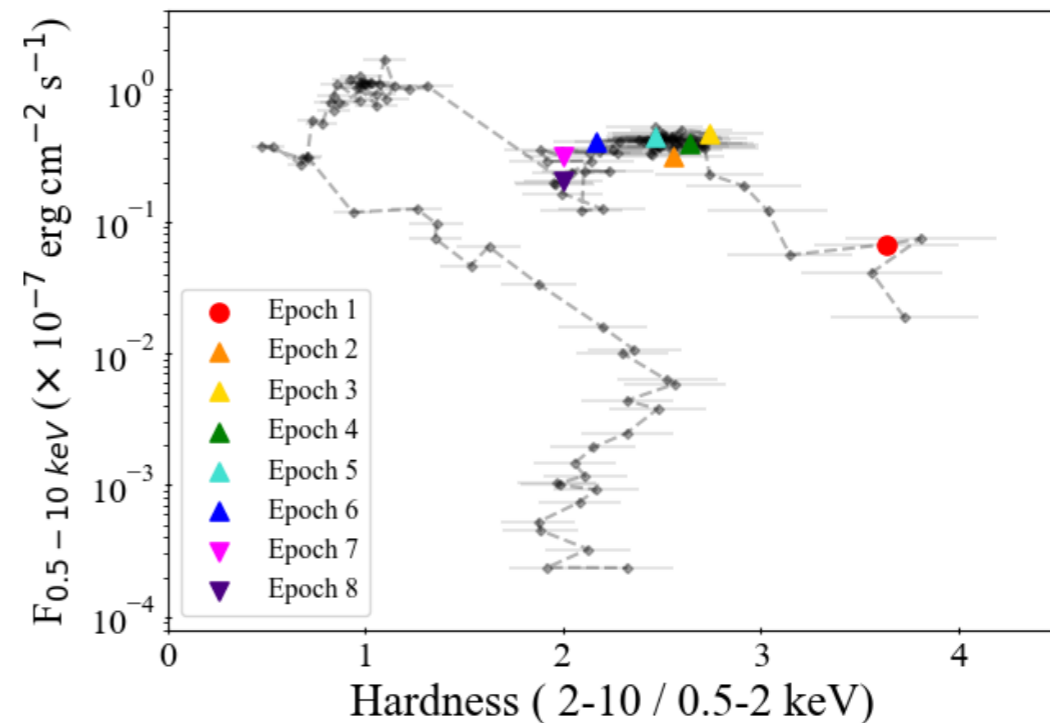 F0.5 − 10 keV (× 10−7 erg cm−2 s−1)
100
10−1
10−2
10−3
10−4
Epoch 1
Epoch 2
Epoch 3
Epoch 4
Epoch 5
Epoch 6
Epoch 7
Epoch 8
0 1 2 3 4
Hardness ( 2-10 / 0.5-2 keV)